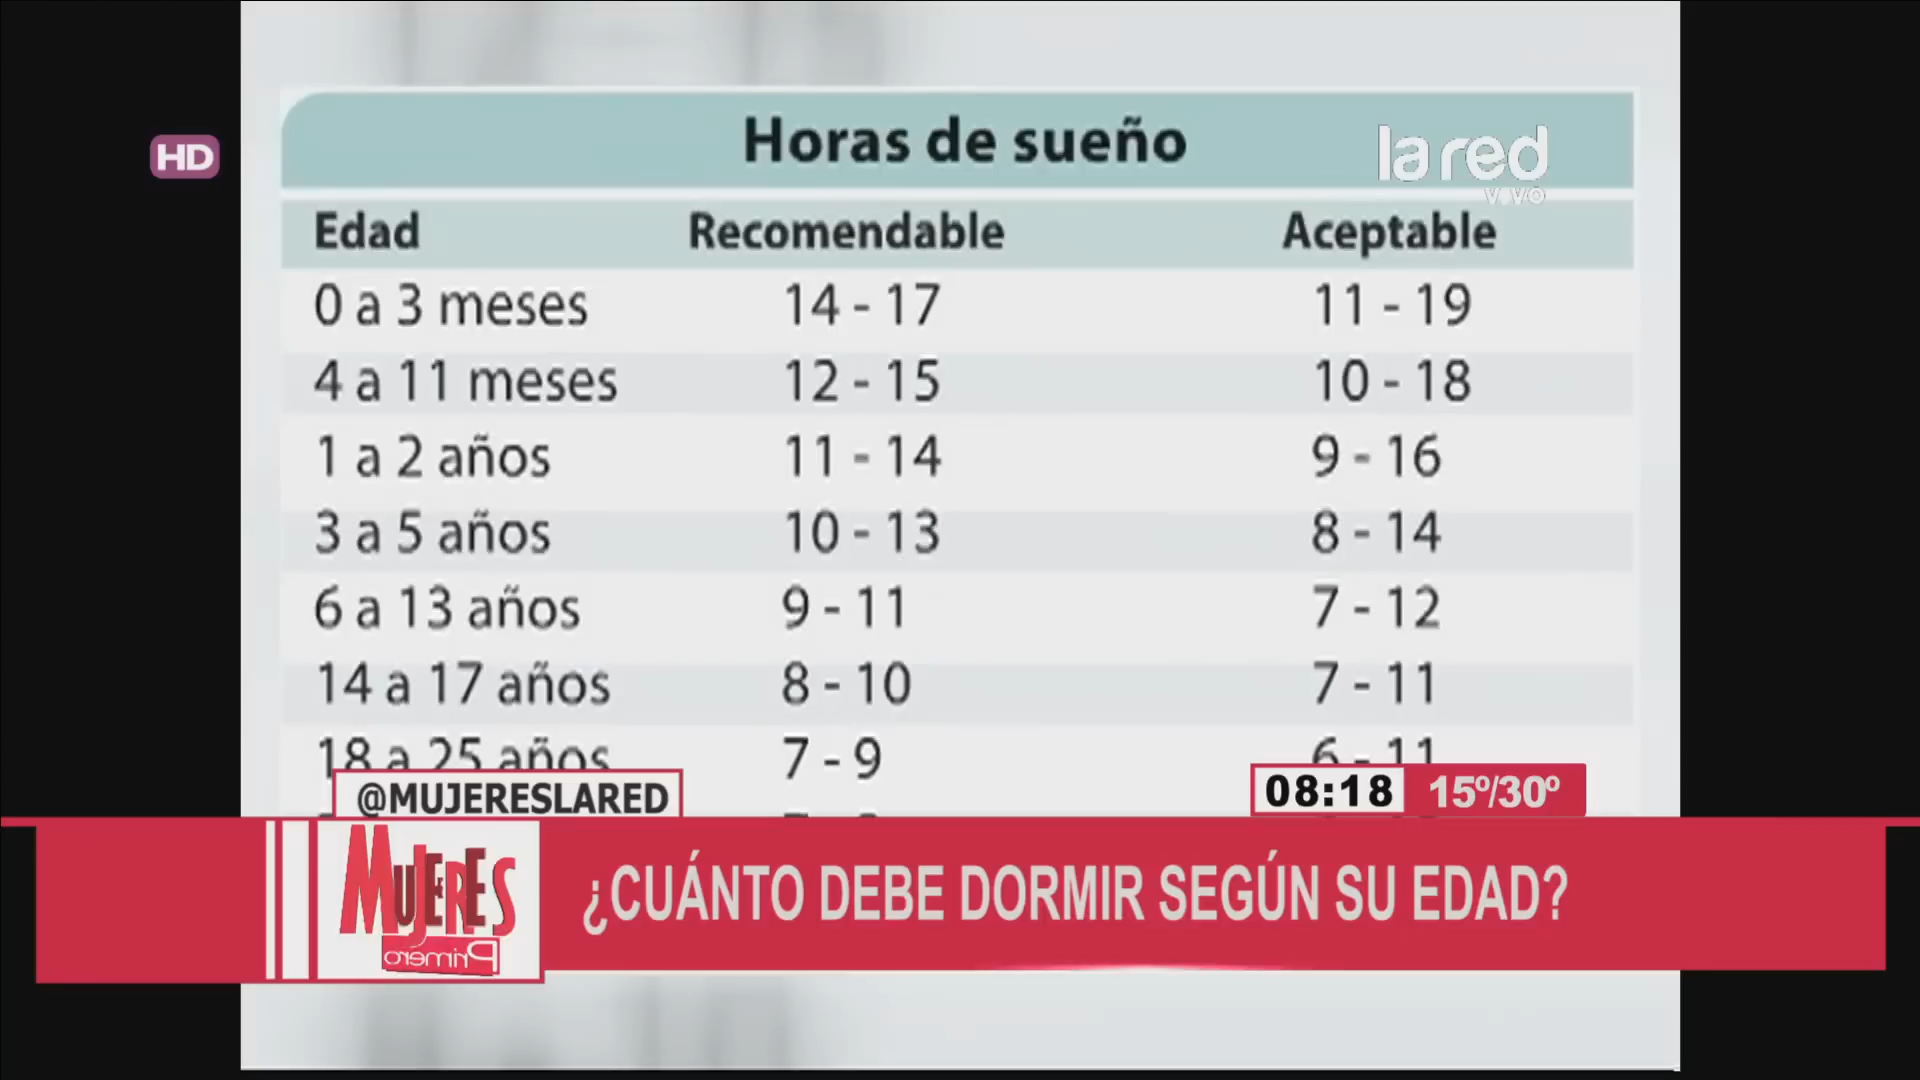 HD
Horas de sueño
la red
VIVO
Edad Recomendable Aceptable
0 a 3 meses 14 - 17 11 - 19
4 a 11 meses 12 - 15 10 - 18
1 a 2 años 11 - 14 9 - 16
3 a 5 años 10 - 13 8 - 14
6 a 13 años 9 - 11 7 - 12
14 a 17 años 8 - 10 7 - 11
18 a 25 años 7 - 9 6 - 11
@MUJERESLARED
08:18 15º/30º
MUJERES
Primero
¿CUÁNTO DEBE DORMIR SEGÚN SU EDAD?